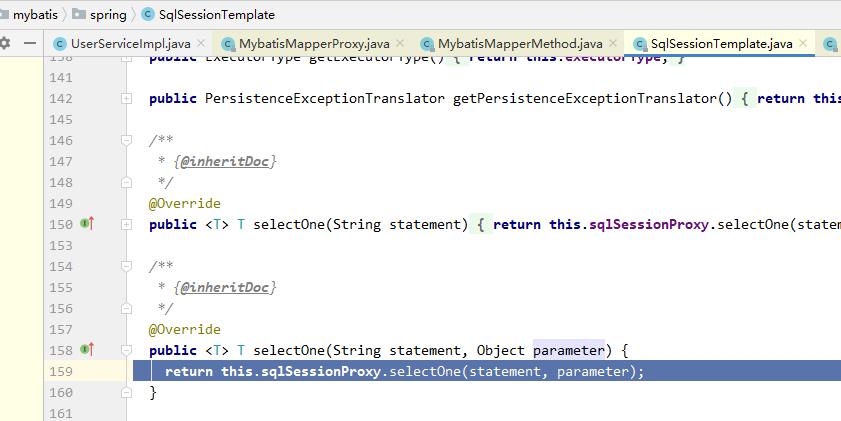 mybatis spring SqlSessionTemplate
UserServiceImpl.java MybatisMapperProxy.java MybatisMapperMethod.java SqlSessionTemplate.java
public ExecutorType getExecutorType() { return this.executorType; }
141
142 public PersistenceExceptionTranslator getPersistenceExceptionTranslator() { return this
145
146 /**
147 * {@inheritDoc}
148 */
149 @Override
150 public <T> T selectOne(String statement) { return this.sqlSessionProxy.selectOne(statem
153
154 /**
155 * {@inheritDoc}
156 */
157 @Override
158 public <T> T selectOne(String statement, Object parameter) {
159 return this.sqlSessionProxy.selectOne(statement, parameter);
160 }
161